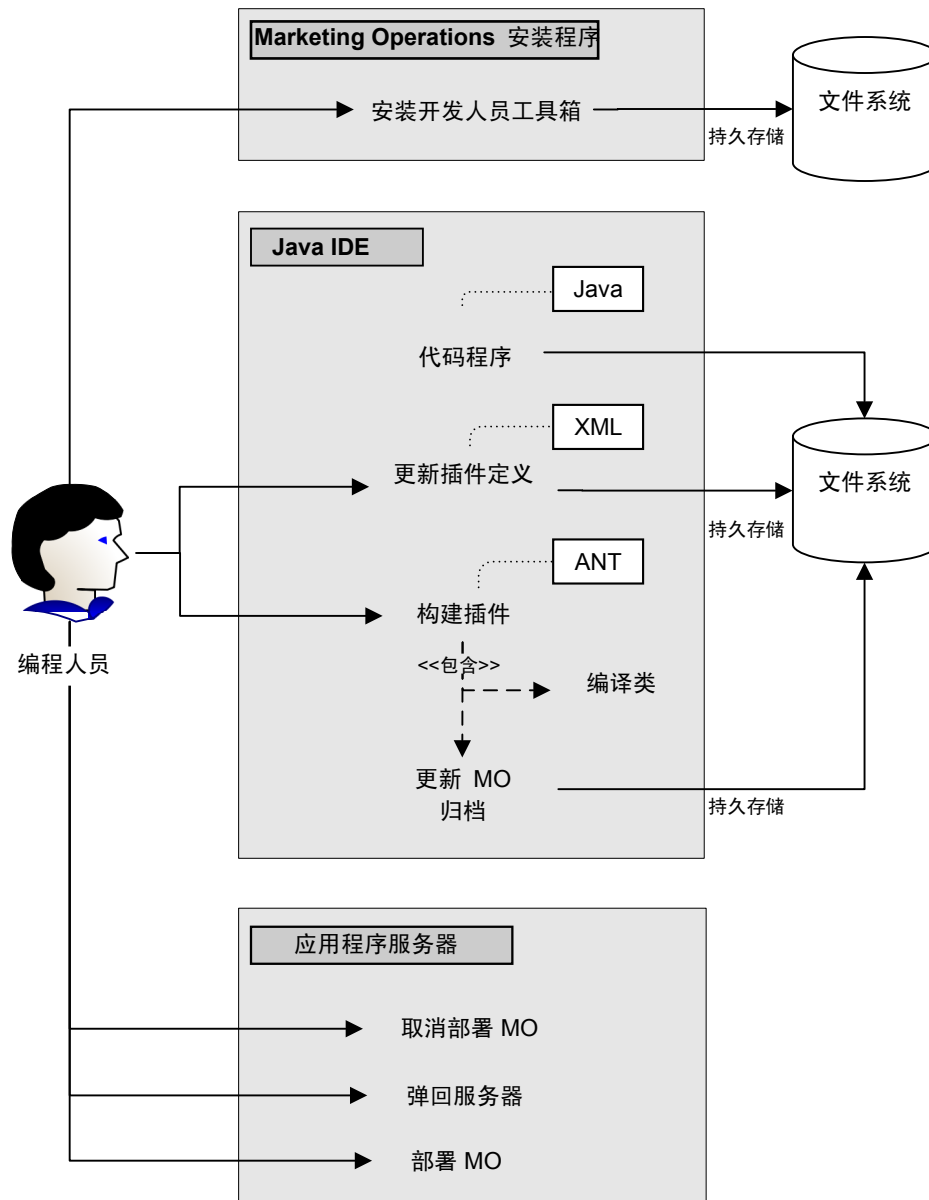 Marketing Operations 安装程序
安装开发人员工具箱
持久存储
文件系统
Java IDE
Java
代码程序
XML
更新插件定义
持久存储
文件系统
ANT
构建插件
<<包含>>
编译类
更新 MO
归档
持久存储
编程人员
应用程序服务器
取消部署 MO
弹回服务器
部署 MO